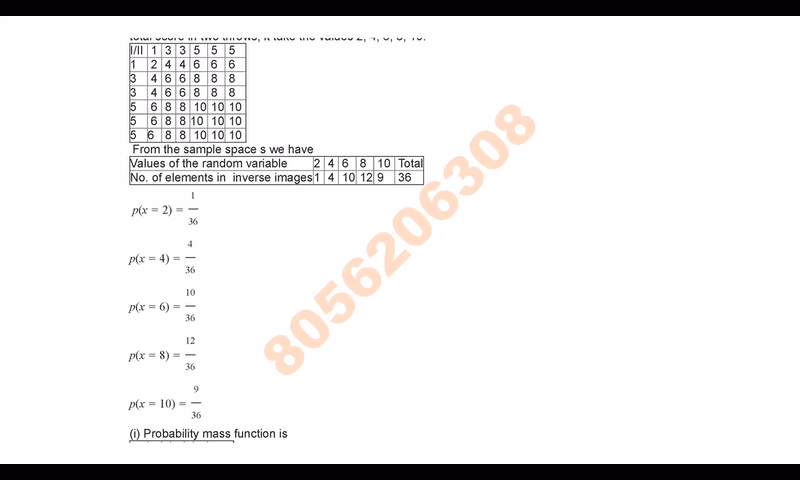 total score in two throws, it take the values 2, 4, 6, 8, 10.
I/II 1 3 3 5 5 5
1 2 4 4 6 6 6
3 4 6 6 8 8 8
3 4 6 6 8 8 8
5 6 8 8 10 10 10
5 6 8 8 10 10 10
5 6 8 8 10 10 10
From the sample space s we have
Values of the random variable 2 4 6 8 10 Total
No. of elements in inverse images 1 4 10 12 9 36
p(x = 2) = 1/36
p(x = 4) = 4/36
p(x = 6) = 10/36
p(x = 8) = 12/36
p(x = 10) = 9/36
(i) Probability mass function is
8056206308